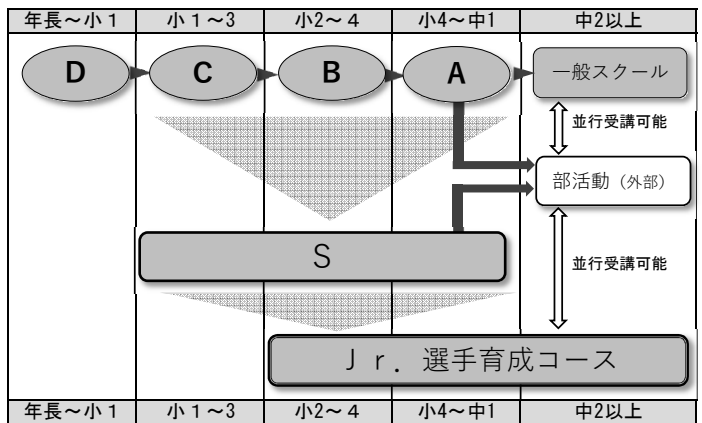 年長～小１ 小１～3 小2～４ 小4～中1 中2以上
D C B A 一般スクール
並行受講可能
部活動（外部）
S
並行受講可能
Ｊｒ．選手育成コース
年長～小１ 小１～3 小2～４ 小4～中1 中2以上